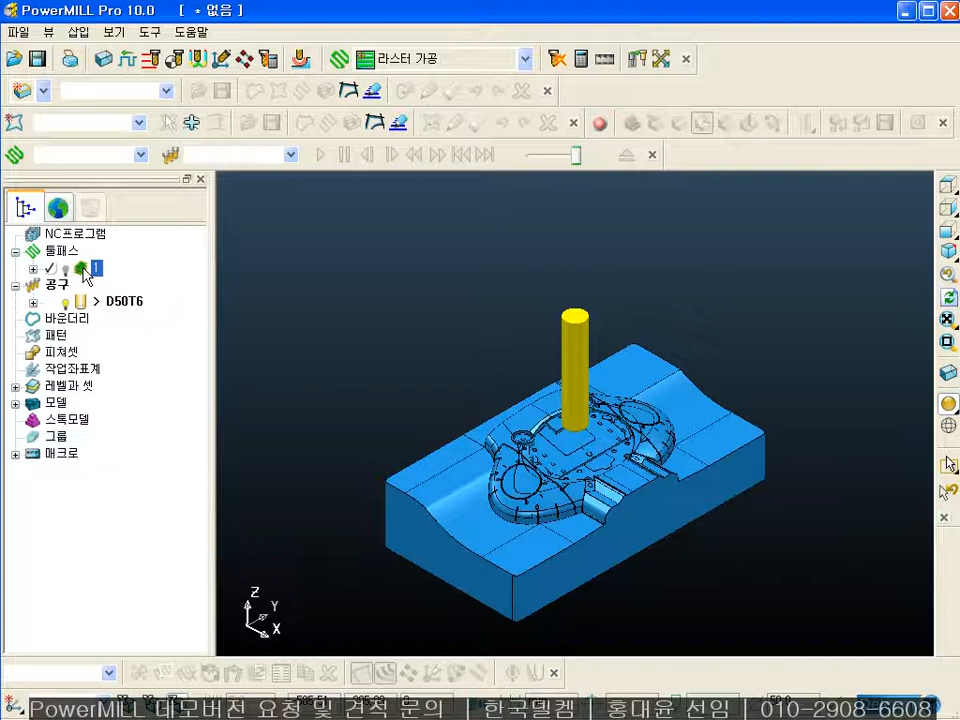 PowerMILL Pro 10.0 [ * 없음 ]
파일 뷰 삽입 보기 도구 도움말
라스터 가공
NC프로그램
툴패스
1
공구
> D50T6
바운더리
패턴
피쳐셋
작업좌표계
레벨과 셋
모델
스톡모델
그룹
매크로
Z
Y
X
PowerMILL 데모버전 요청 및 견적 문의 | 한국델켐 | 홍대윤 선임 | 010-2908-6608